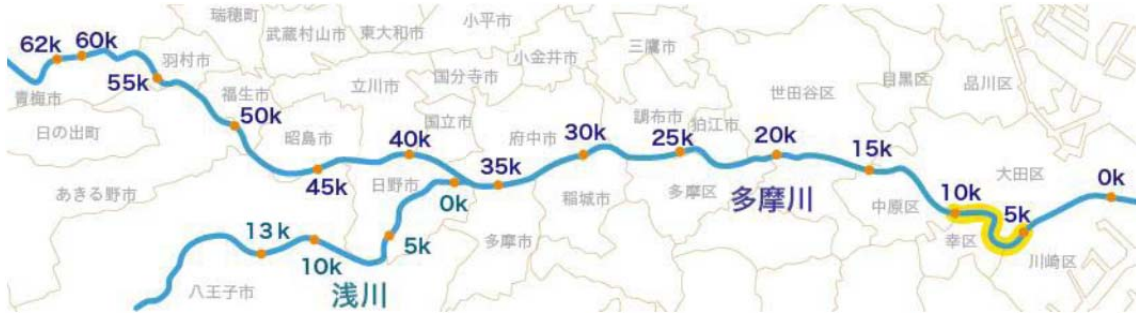 瑞穂町
武蔵村山市
東大和市
小平市
62k
60k
羽村市
55k
小金井市
三鷹市
青梅市
福生市
立川市
国分寺市
目黒区
品川区
日の出町
50k
昭島市
国立市
府中市
調布市
狛江市
世田谷区
40k
30k
25k
20k
15k
あきる野市
45k
日野市
35k
稲城市
多摩区
多摩川
中原区
大田区
0k
0k
10k
5k
13k
10k
5k
多摩市
幸区
川崎区
八王子市
浅川